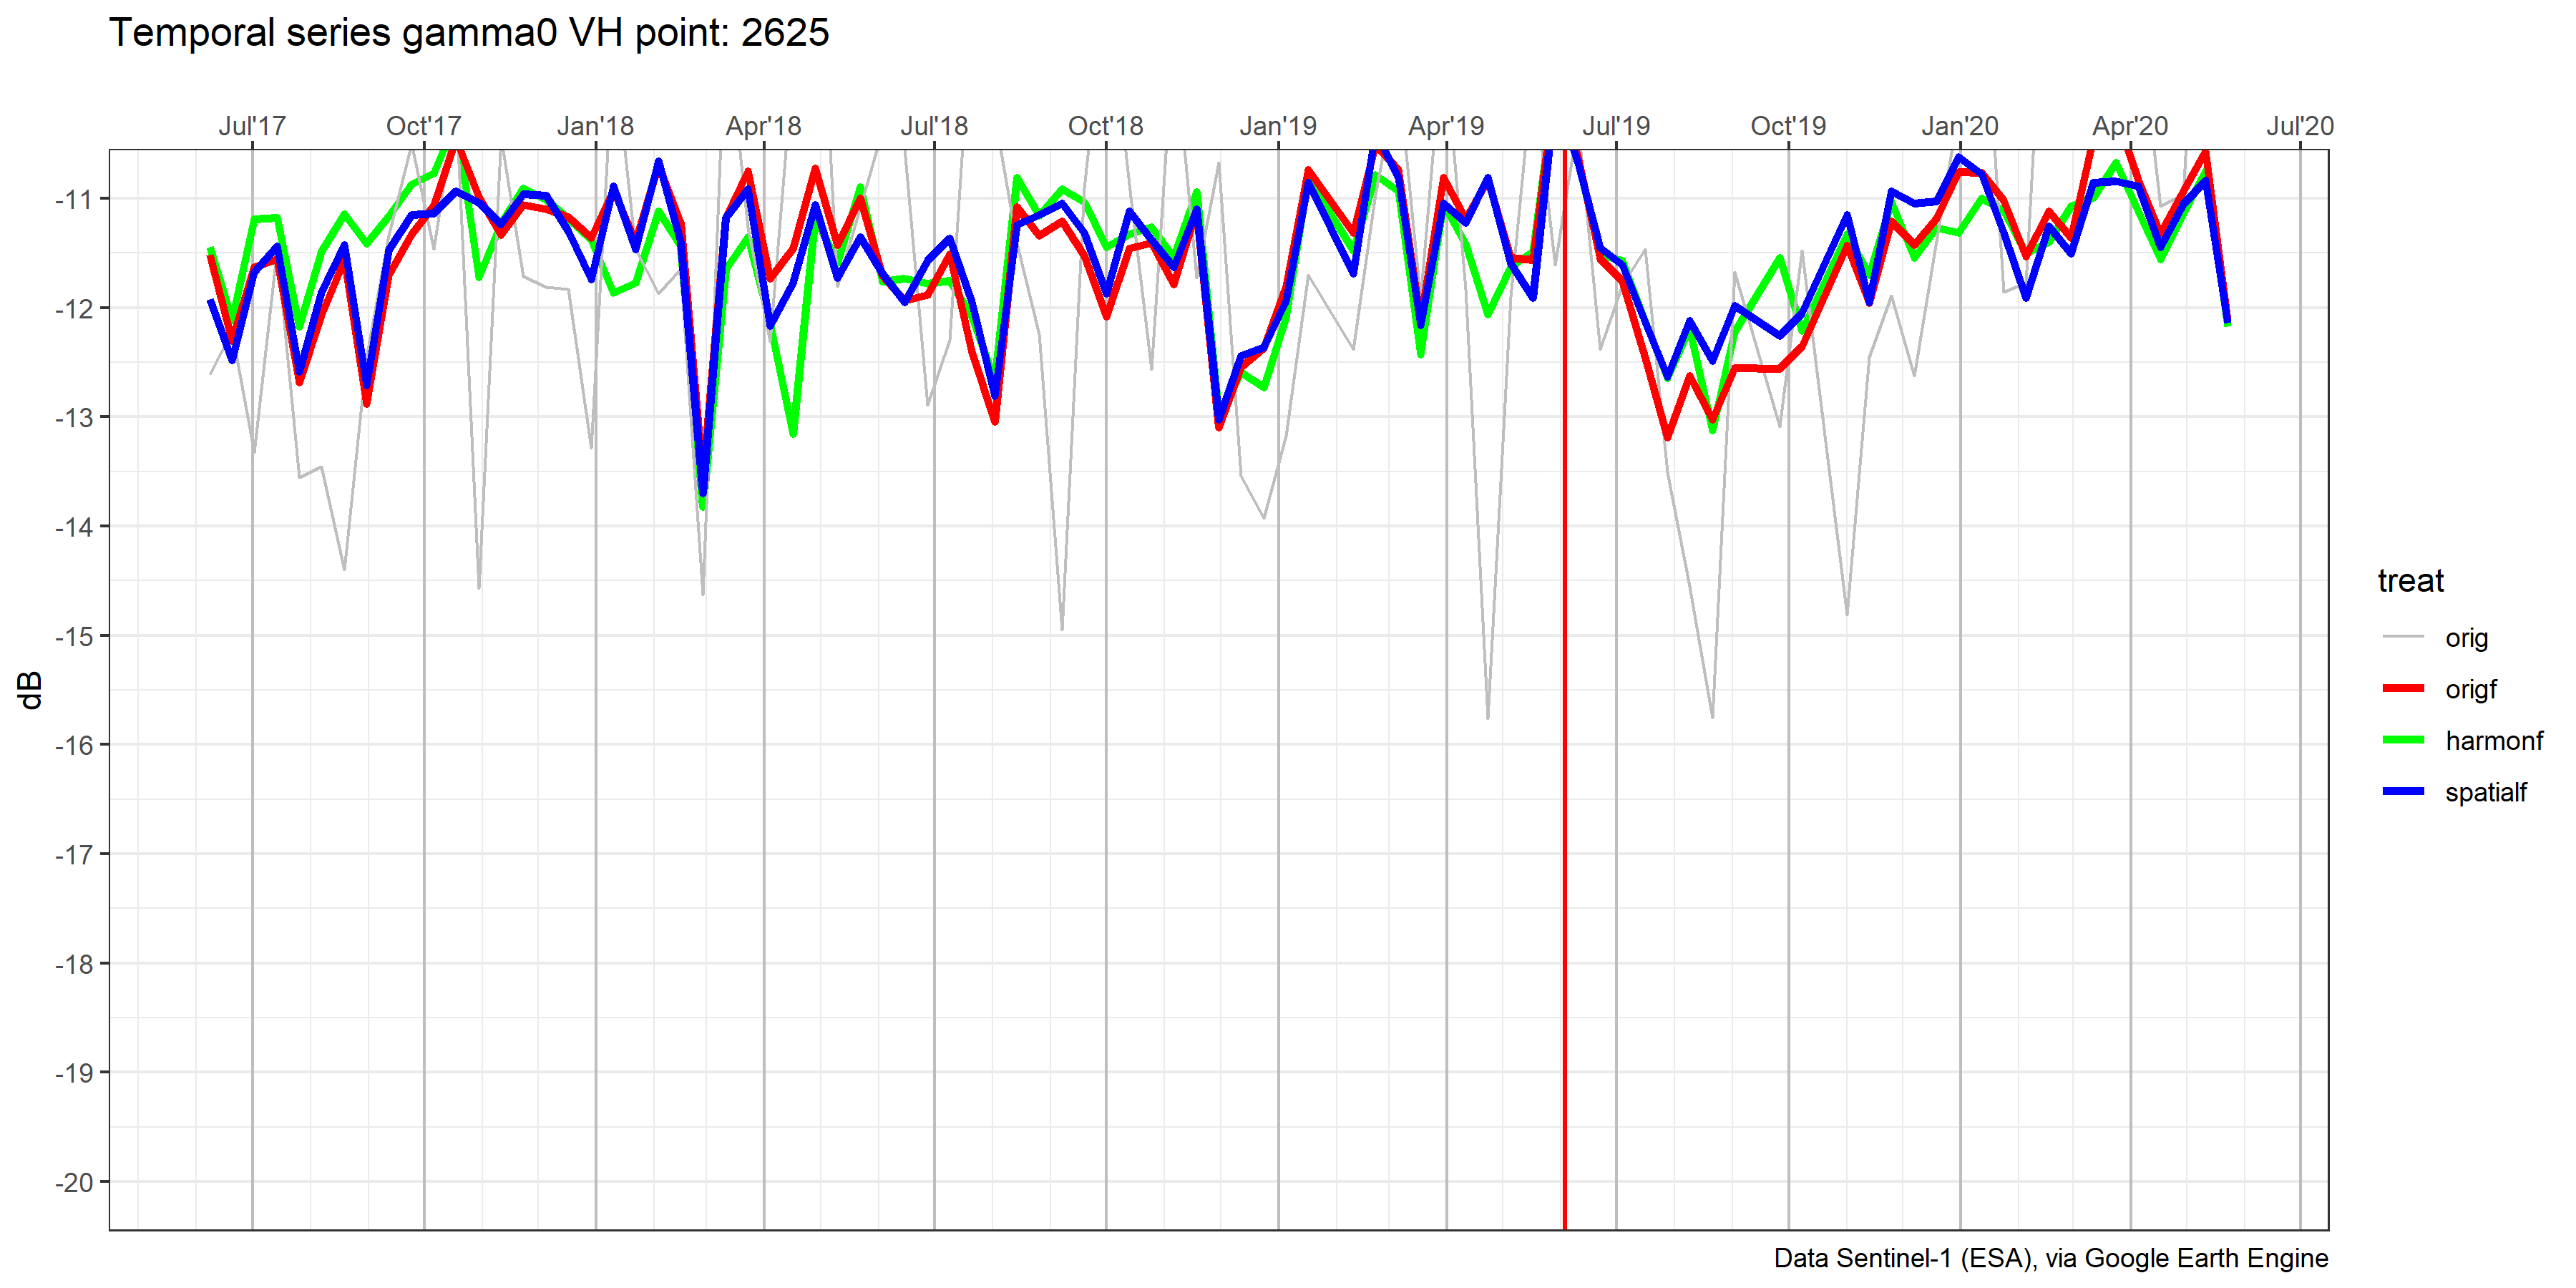 Temporal series gamma0 VH point: 2625
Jul'17 Oct'17 Jan'18 Apr'18 Jul'18 Oct'18 Jan'19 Apr'19 Jul'19 Oct'19 Jan'20 Apr'20 Jul'20
-11
-12
-13
-14
-15
-16
-17
-18
-19
-20
dB
treat
orig
origf
harmonf
spatialf
Data Sentinel-1 (ESA), via Google Earth Engine